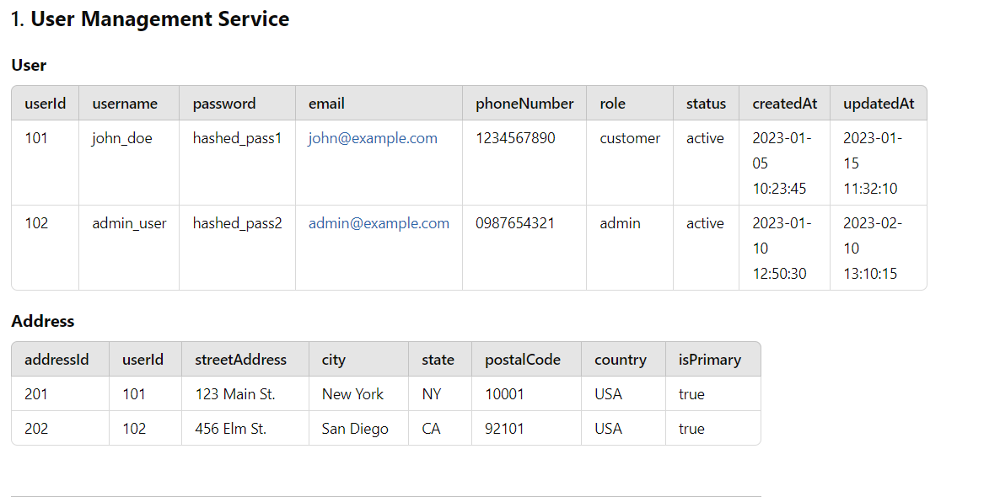 1. User Management Service
User
userId username password email phoneNumber role status createdAt updatedAt
101 john_doe hashed_pass1 john@example.com 1234567890 customer active 2023-01- 2023-01-
05 15
10:23:45 11:32:10
102 admin_user hashed_pass2 admin@example.com 0987654321 admin active 2023-01- 2023-02-
10 10
12:50:30 13:10:15
Address
addressId userId streetAddress city state postalCode country isPrimary
201 101 123 Main St. New York NY 10001 USA true
202 102 456 Elm St. San Diego CA 92101 USA true